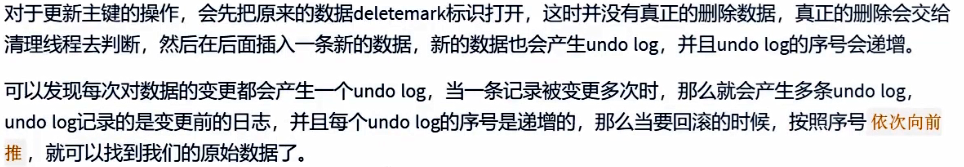 对于更新主键的操作，会先把原来的数据deletemark标识打开，这时并没有真正的删除数据，真正的删除会交给
清理线程去判断，然后在后面插入一条新的数据，新的数据也会产生undo log，并且undo log的序号会递增。
可以发现每次对数据的变更都会产生一个undo log，当一条记录被变更多次时，那么就会产生多条undo log，
undo log记录的是变更前的日志，并且每个undo log的序号是递增的，那么当要回滚的时候，按照序号 依次向前
推，就可以找到我们的原始数据了。